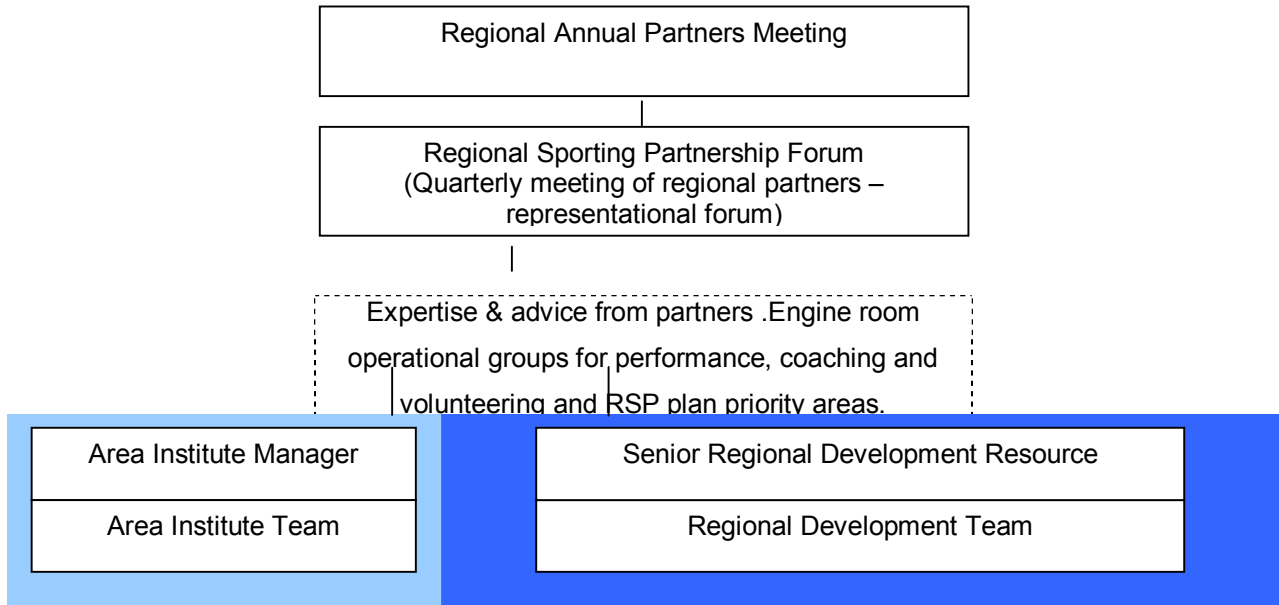 Regional Annual Partners Meeting
Regional Sporting Partnership Forum
(Quarterly meeting of regional partners –
representational forum)
Expertise & advice from partners .Engine room
operational groups for performance, coaching and
volunteering and RSP plan priority areas.
Area Institute Manager
Senior Regional Development Resource
Area Institute Team
Regional Development Team